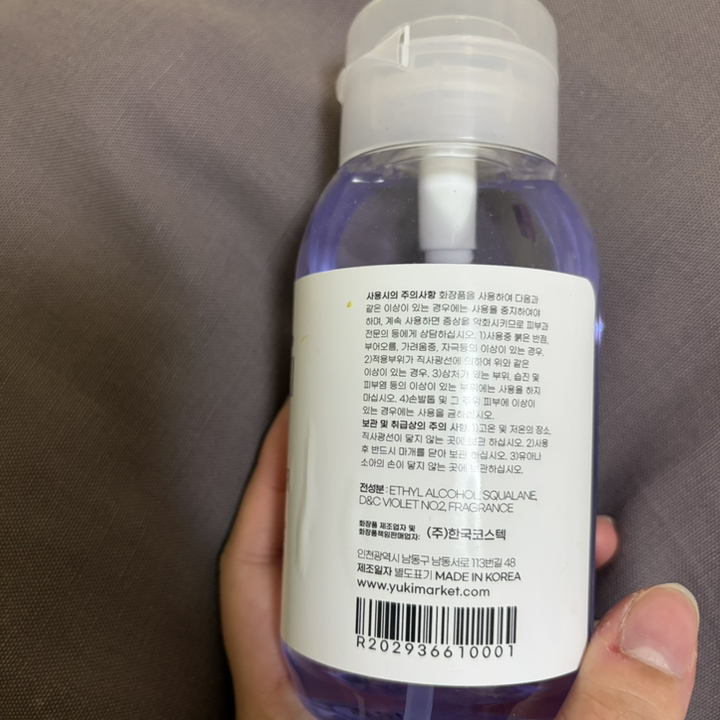 사용시의 주의사항 화장품을 사용하여 다음과
같은 이상이 있는 경우에는 사용을 중지하여야
하며, 계속 사용하면 증상을 악화시키므로 피부과
전문의 등에게 상담하십시오. 1)사용중 붉은 반점,
부어오름, 가려움증, 자극등의 이상이 있는 경우.
2)적용부위가 직사광선에 의하여 위와 같은
이상이 있는 경우. 3)상처가 있는 부위, 습진 및
피부염 등의 이상이 있는 부위에는 사용을 하지
마십시오. 4)손발톱 및 그 주위 피부에 이상이
있는 경우에는 사용을 금하십시오.
보관 및 취급상의 주의 사항 1)고온 및 저온의 장소,
직사광선이 닿지 않는 곳에 보관 하십시오. 2)사용
후 반드시 마개를 닫아 보관 하십시오. 3)유아나
소아의 손이 닿지 않는 곳에 보관하십시오.
전성분 : ETHYL ALCOHOL, SQUALANE,
D&C VIOLET NO.2, FRAGRANCE
화장품 제조업자 및
화장품책임판매업자: (주)한국코스텍
인천광역시 남동구 남동서로 113번길 48
제조일자 별도표기 MADE IN KOREA
www.yukimarket.com
R202936610001